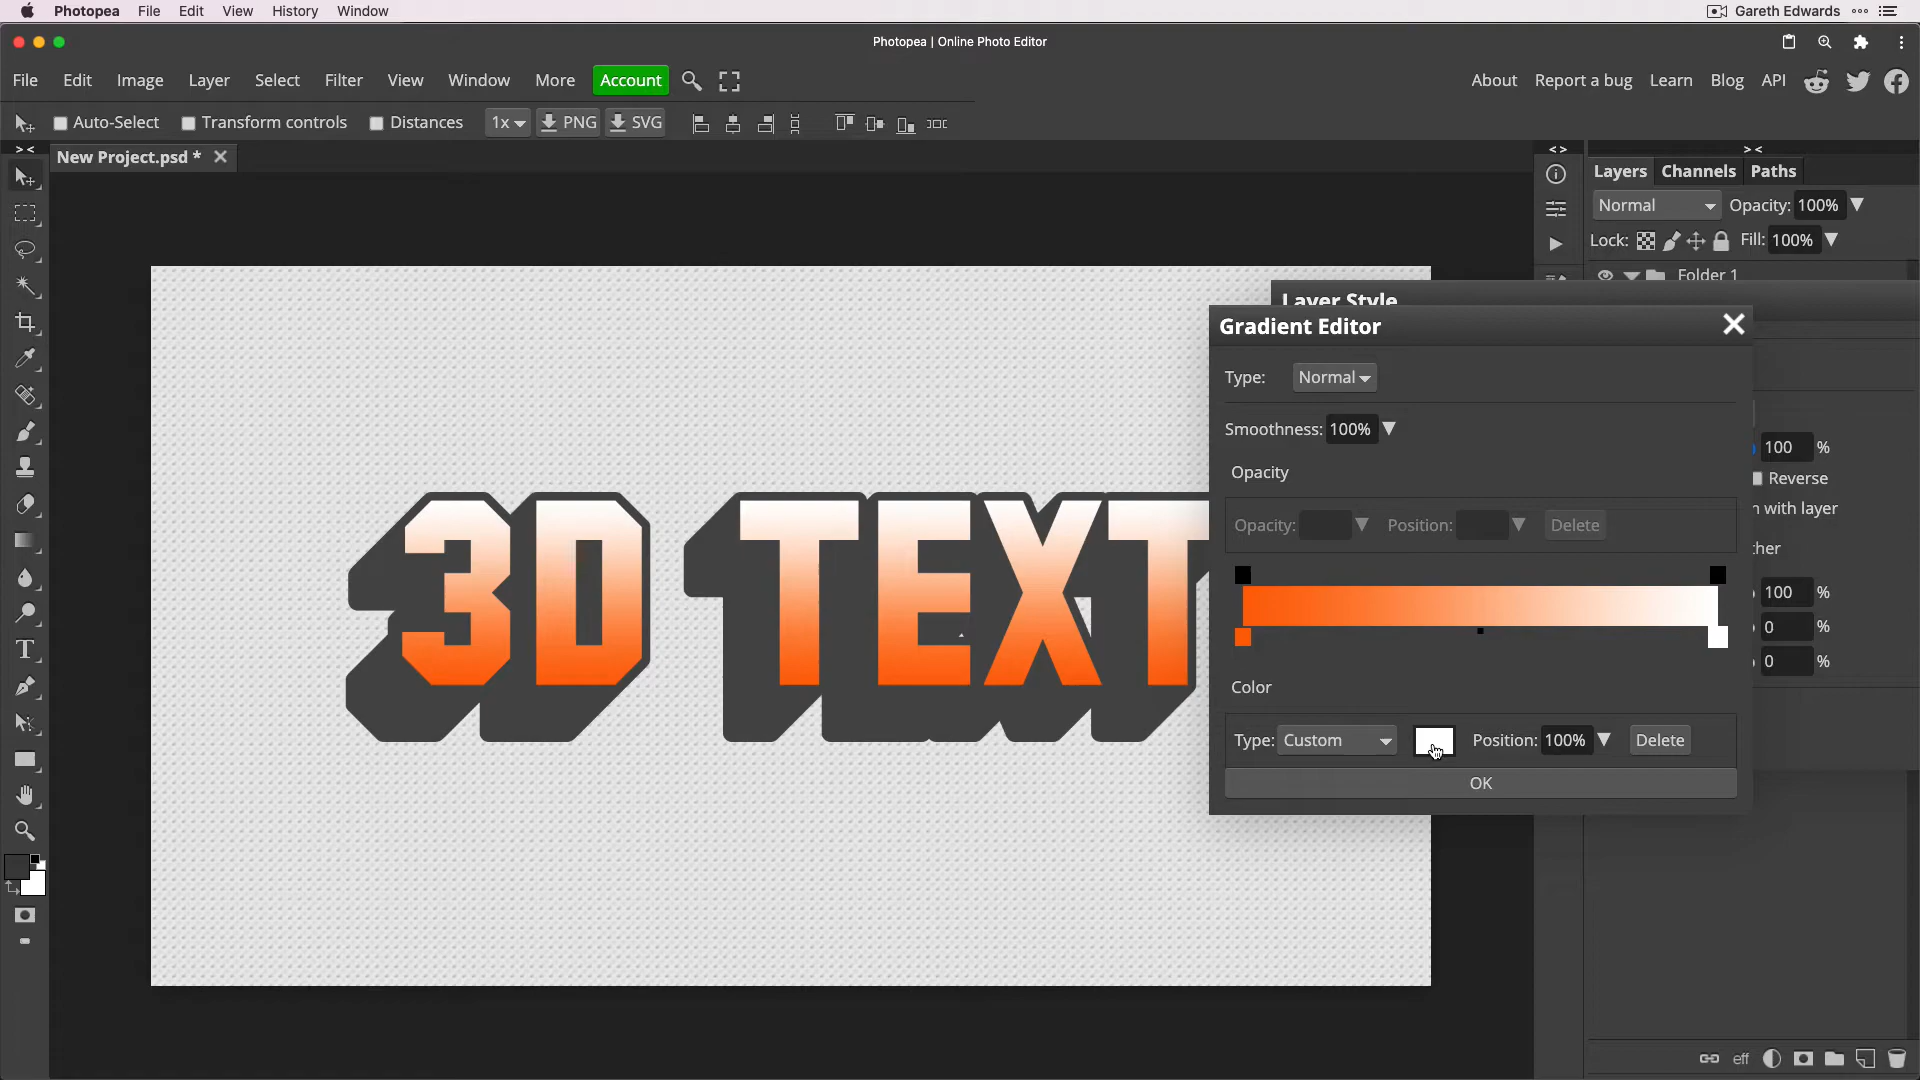 Photopea File Edit View History Window Gareth Edwards
Photopea | Online Photo Editor
File Edit Image Layer Select Filter View Window More Account About Report a bug Learn Blog API
Auto-Select Transform controls Distances 1x PNG SVG
New Project.psd *
Layers Channels Paths
Normal Opacity: 100%
Lock: Fill: 100%
Folder 1
Layer Style
Gradient Editor
Type: Normal
Smoothness: 100%
100 %
Opacity
Reverse
n with layer
Opacity: Position: Delete
ther
100 %
0 %
0 %
3D TEXT
Color
Type: Custom Position: 100% Delete
OK
eff